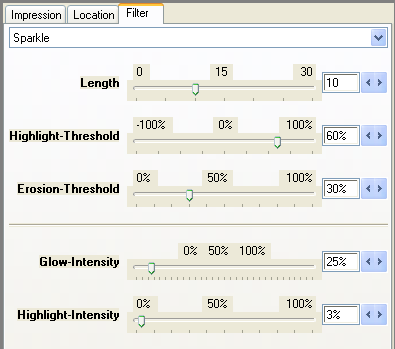 Impression Location Filter
Sparkle
0 15 30
Length 10
-100% 0% 100%
Highlight-Threshold 60%
0% 50% 100%
Erosion-Threshold 30%
0% 50% 100%
Glow-Intensity 25%
0% 50% 100%
Highlight-Intensity 3%